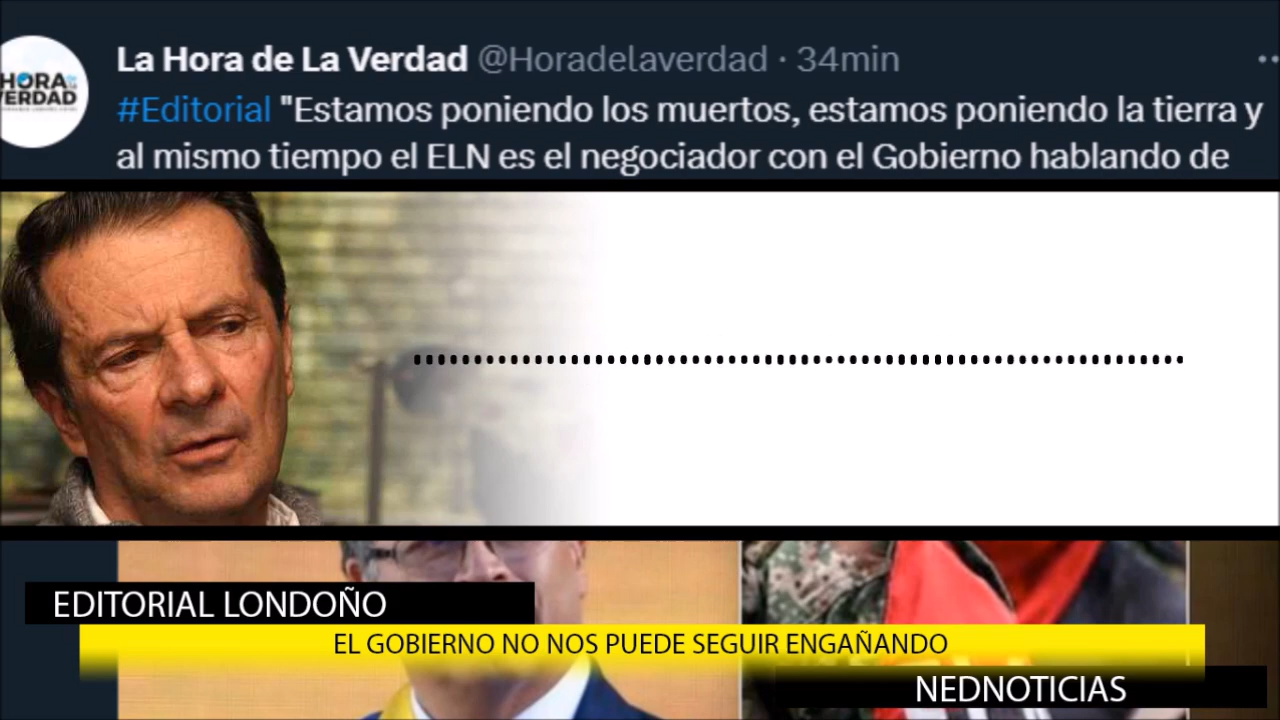 La Hora de La Verdad @Horadelaverdad · 34min
HORA
VERDAD
#Editorial "Estamos poniendo los muertos, estamos poniendo la tierra y
al mismo tiempo el ELN es el negociador con el Gobierno hablando de
EDITORIAL LONDOÑO
EL GOBIERNO NO NOS PUEDE SEGUIR ENGAÑANDO
NEDNOTICIAS